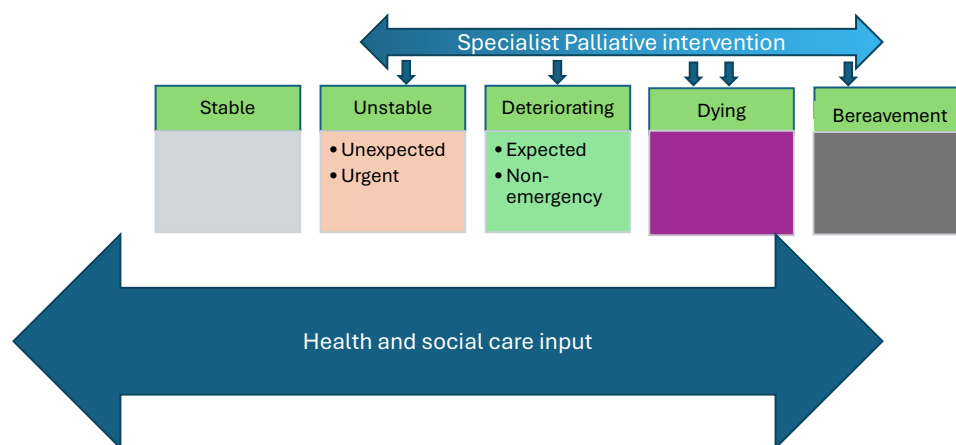 Specialist Palliative intervention
Stable
Unstable
Deteriorating
Dying
Bereavement
• Unexpected
• Urgent
• Expected
• Non-
emergency
Health and social care input